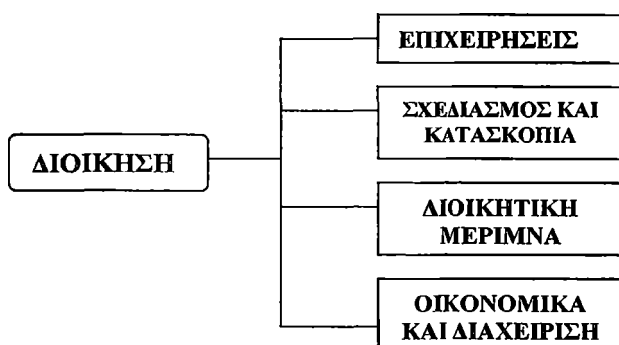 ΕΠΙΧΕΙΡΗΣΕΙΣ
ΣΧΕΔΙΑΣΜΟΣ ΚΑΙ
ΚΑΤΑΣΚΟΠΙΑ
ΔΙΟΙΚΗΣΗ
ΔΙΟΙΚΗΤΙΚΗ
ΜΕΡΙΜΝΑ
ΟΙΚΟΝΟΜΙΚΑ
ΚΑΙ ΔΙΑΧΕΙΡΙΣΗ